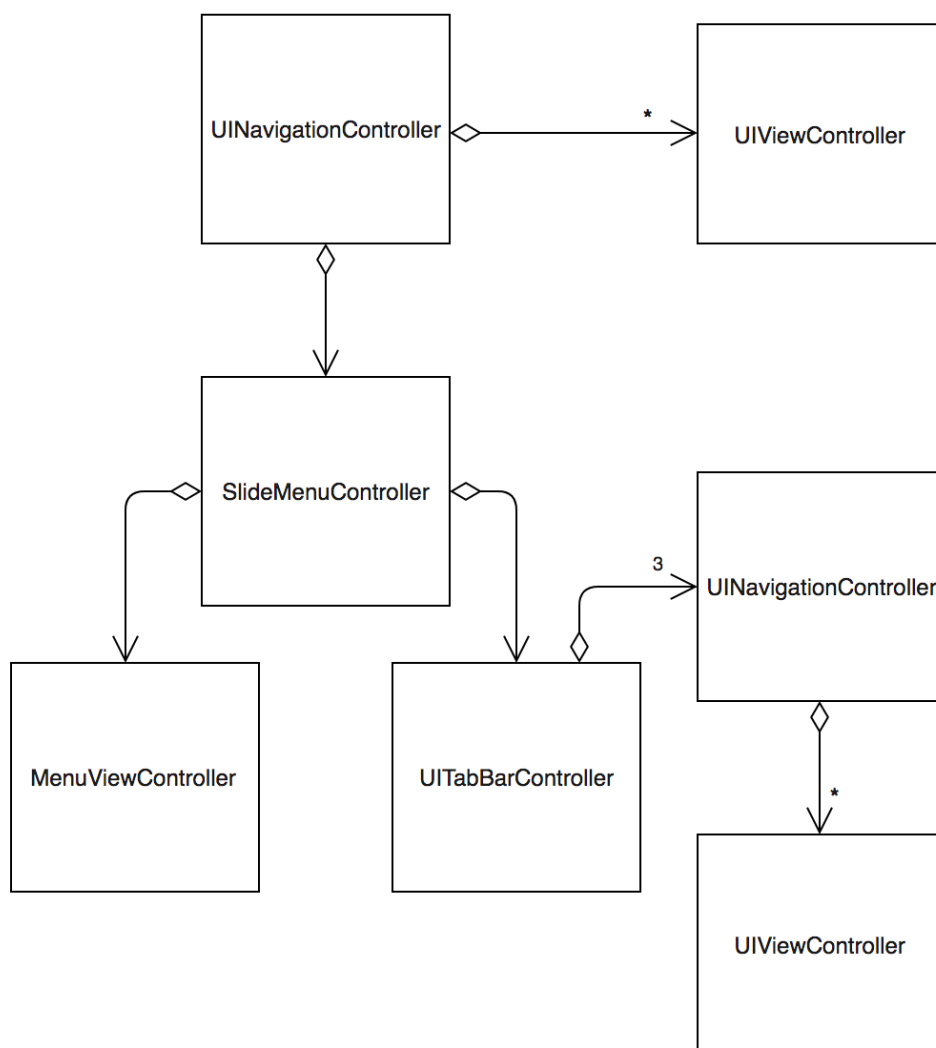 UINavigationController
*
UIViewController
SlideMenuController
3
UINavigationController
MenuViewController
UITabBarController
*
UIViewController